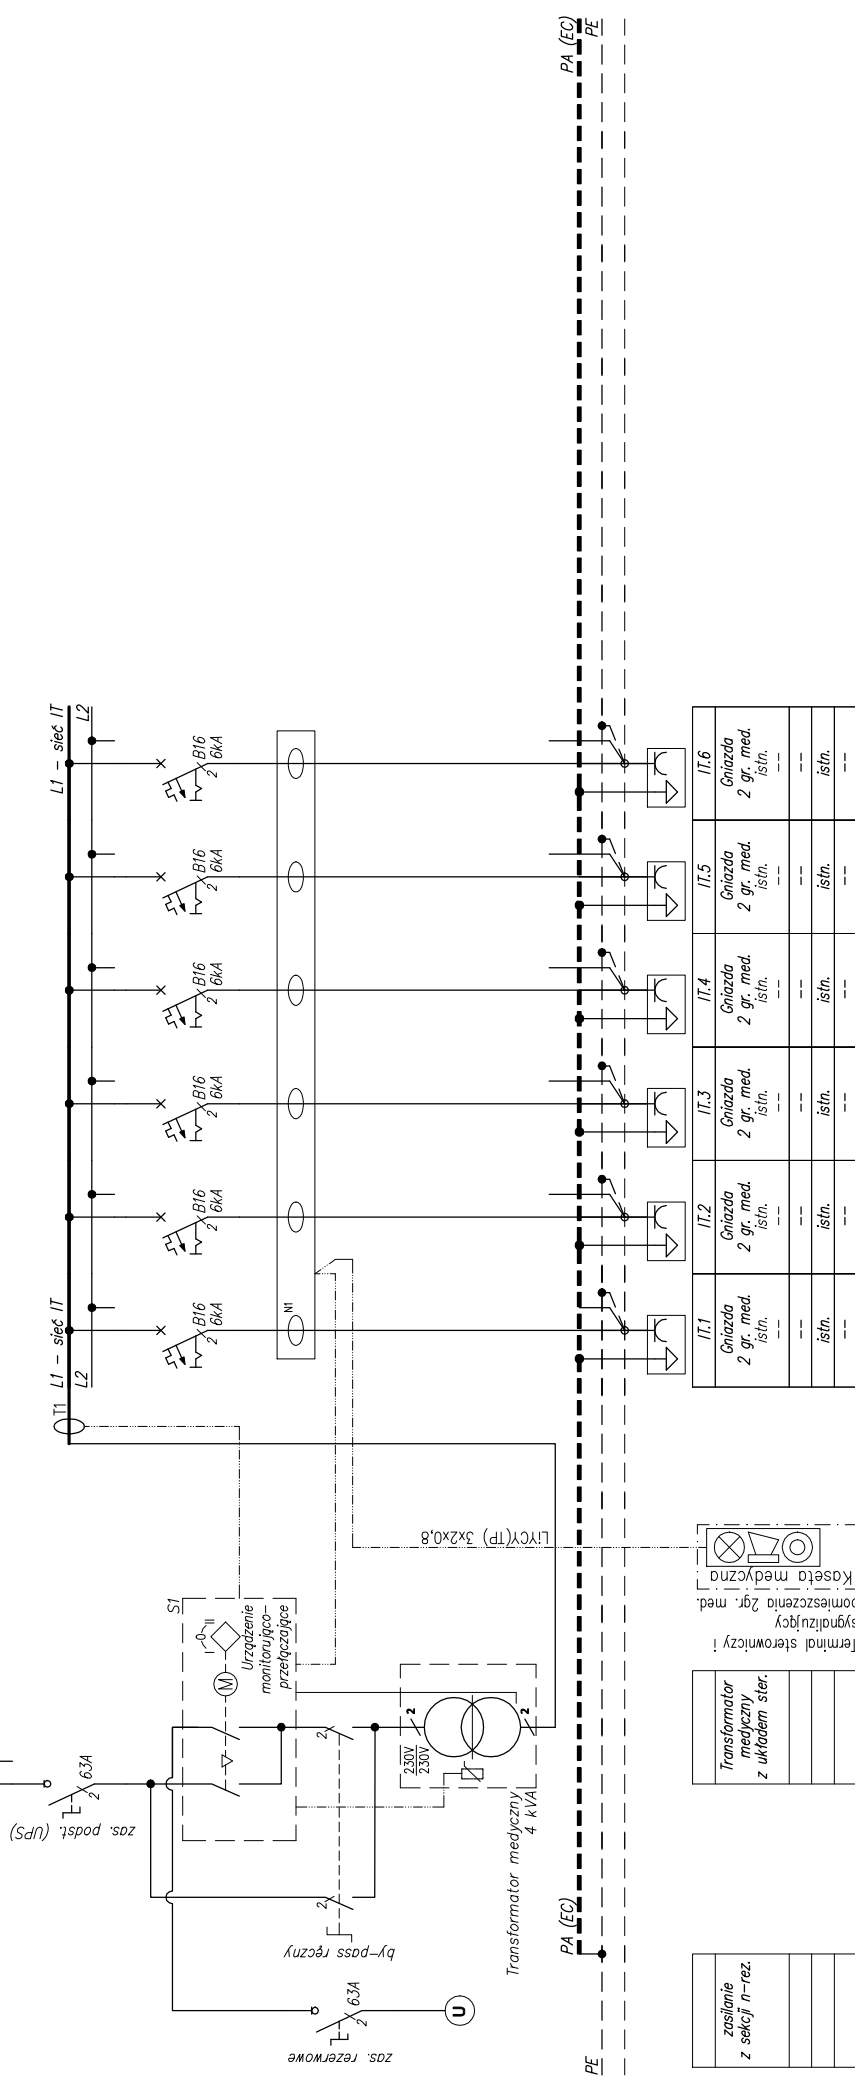 L1 – sieć IT
L2
L1 – sieć IT
L2
T1
B16
2 6kA
B16
2 6kA
B16
2 6kA
B16
2 6kA
B16
2 6kA
B16
2 6kA
N1
LiYCY(TP) 3x2x0,8
S1
I-0-II
M
Urządzenie
monitorująco-
przełączające
63A
2
zas. podst. (UPS)
2
2
by-pass ręczny
230V
230V
2
2
Transformator medyczny
4 kVA
63A
2
zas. rezerwowe
U
PA (EC)
PE
PA (EC)
PE
zasilanie
z sekcji n-rez.
Transformator
medyczny
z układem ster.
Terminal sterowniczy i
sygnalizujący
pomieszczenia 2gr. med.
Kaseta medyczna
IT.1
Gniazda
2 gr. med.
istn.
--
--
istn.
--
IT.2
Gniazda
2 gr. med.
istn.
--
--
istn.
--
IT.3
Gniazda
2 gr. med.
istn.
--
--
istn.
--
IT.4
Gniazda
2 gr. med.
istn.
--
--
istn.
--
IT.5
Gniazda
2 gr. med.
istn.
--
--
istn.
--
IT.6
Gniazda
2 gr. med.
istn.
--
--
istn.
--